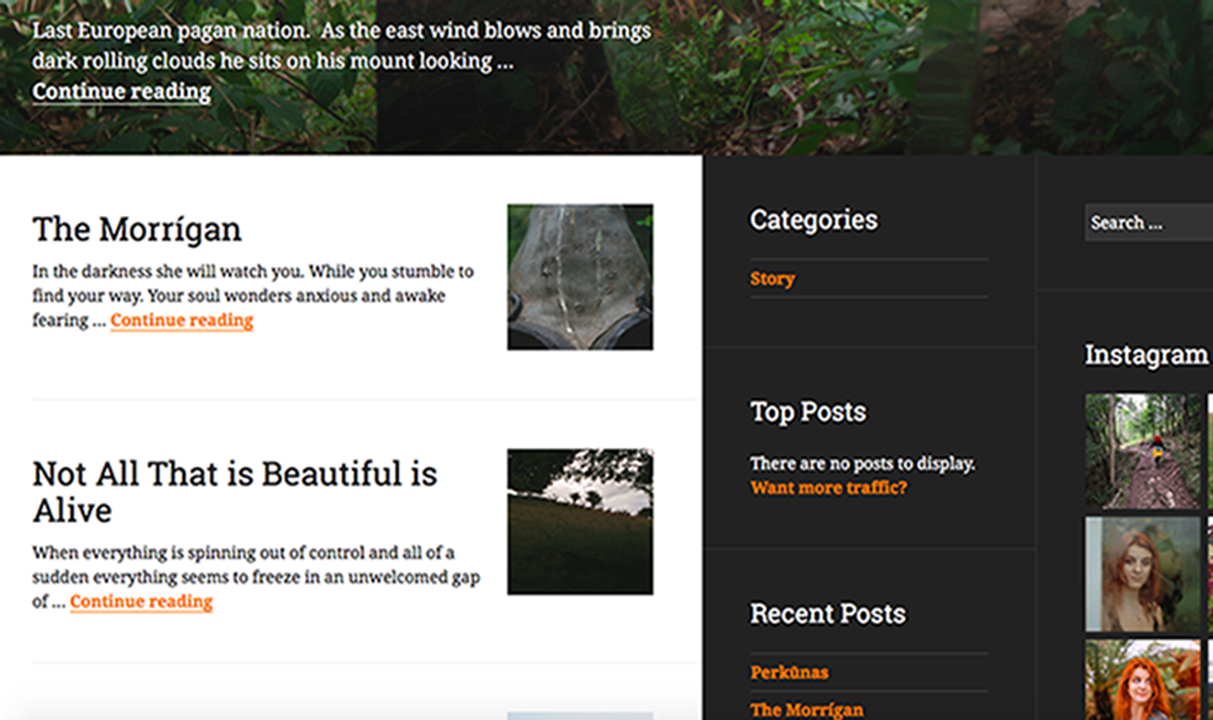 Last European pagan nation.  As the east wind blows and brings
dark rolling clouds he sits on his mount looking ...
Continue reading
The Morrígan
In the darkness she will watch you. While you stumble to
find your way. Your soul wonders anxious and awake
fearing ... Continue reading
Not All That is Beautiful is
Alive
When everything is spinning out of control and all of a
sudden everything seems to freeze in an unwelcomed gap
of ... Continue reading
Categories
Story
Top Posts
There are no posts to display.
Want more traffic?
Recent Posts
Perkūnas
The Morrígan
Search ...
Instagram